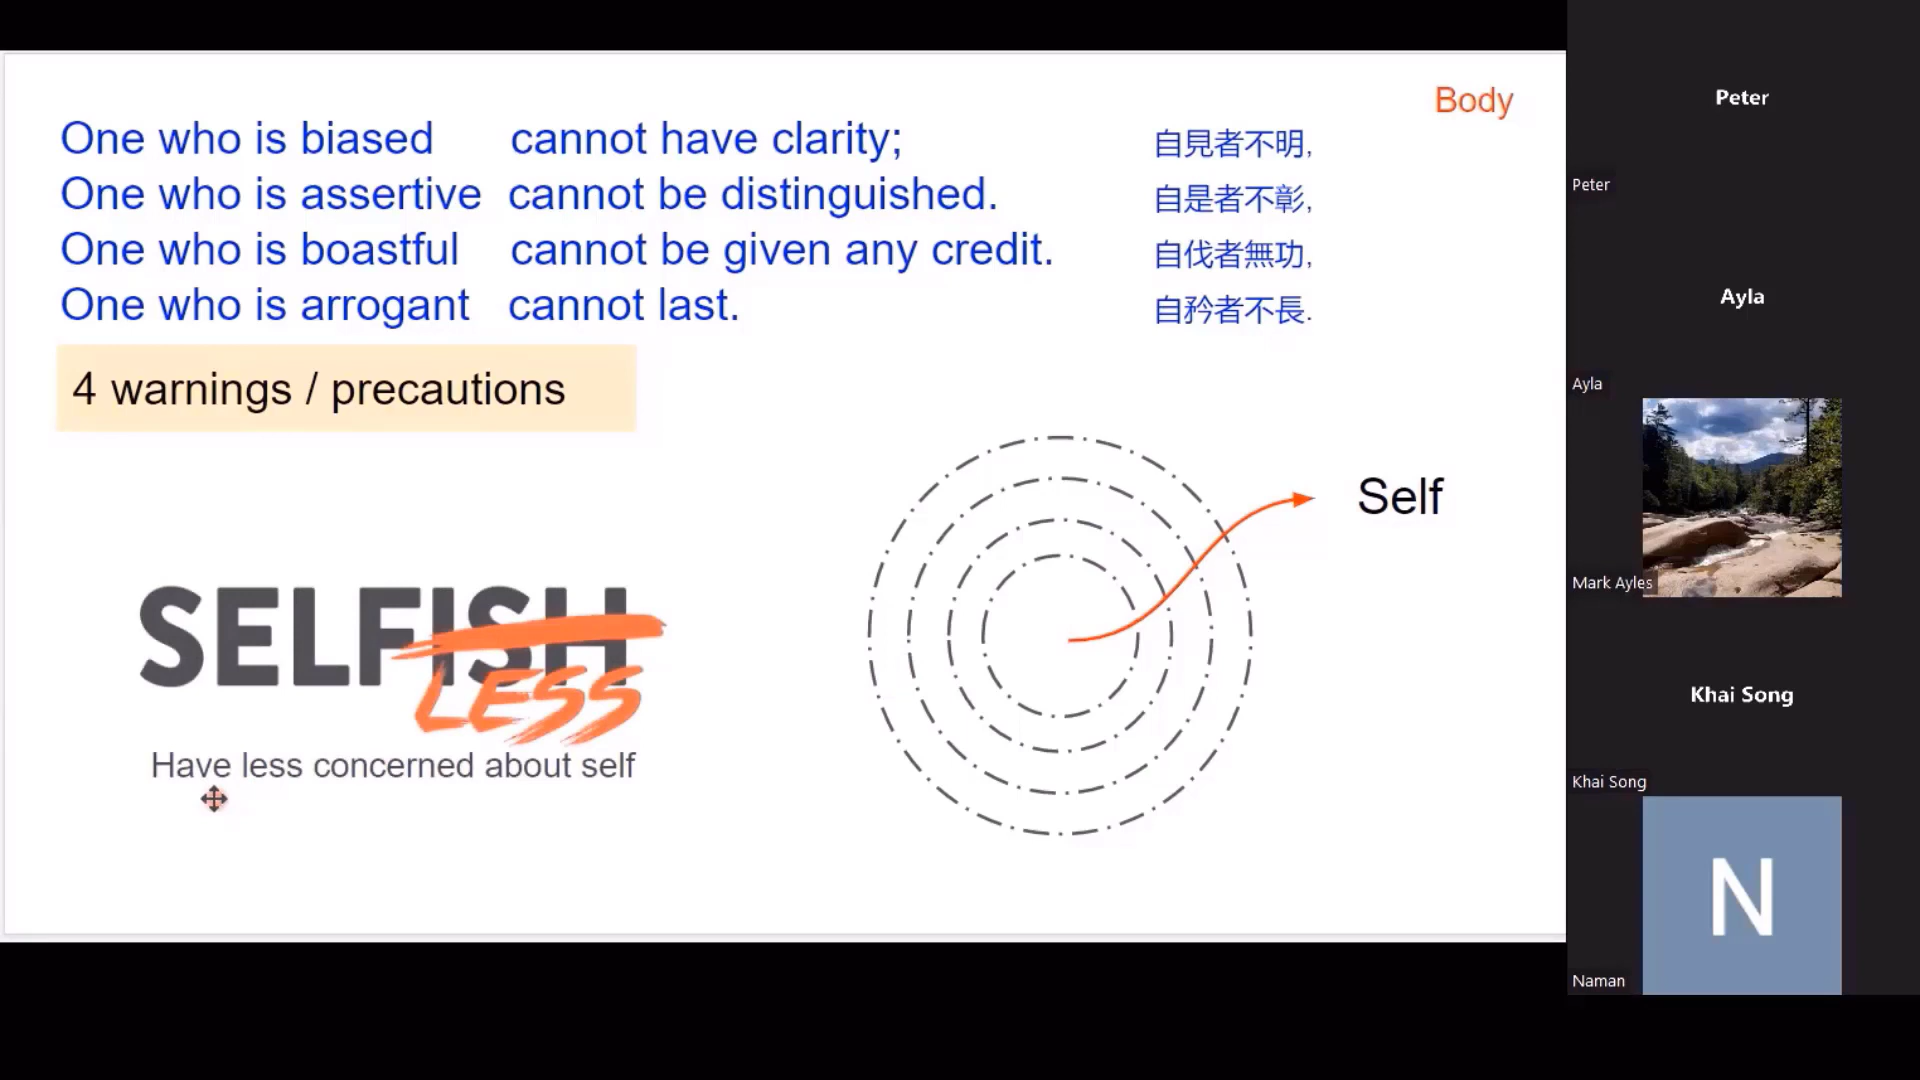 Body
One who is biased cannot have clarity; 自見者不明,
One who is assertive cannot be distinguished. 自是者不彰,
One who is boastful cannot be given any credit. 自伐者無功,
One who is arrogant cannot last. 自矜者不長.
4 warnings / precautions
Self
SELFISH
LESS
Have less concerned about self
Peter
Peter
Ayla
Ayla
Mark Ayles
Khai Song
Khai Song
N
Naman